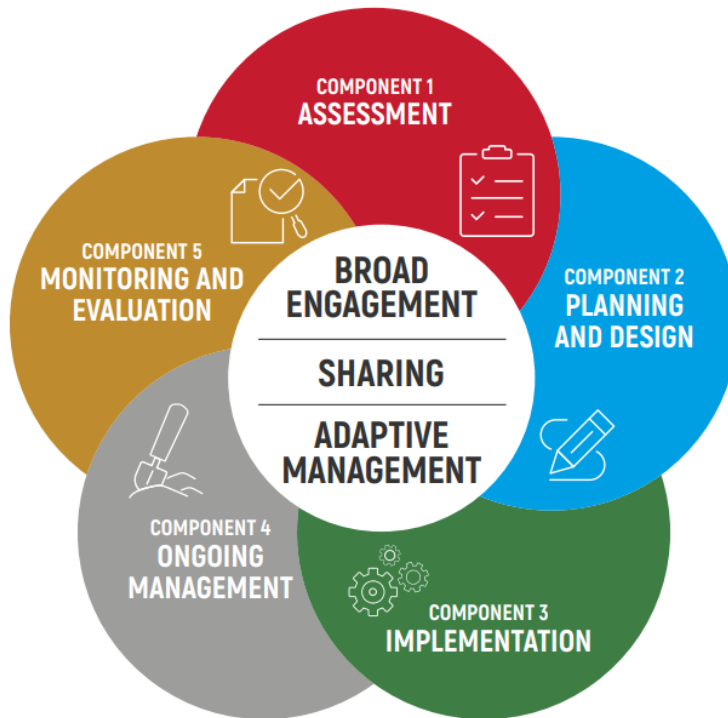 COMPONENT 1
ASSESSMENT
COMPONENT 2
PLANNING
AND DESIGN
COMPONENT 3
IMPLEMENTATION
COMPONENT 4
ONGOING
MANAGEMENT
COMPONENT 5
MONITORING AND
EVALUATION
BROAD
ENGAGEMENT
SHARING
ADAPTIVE
MANAGEMENT